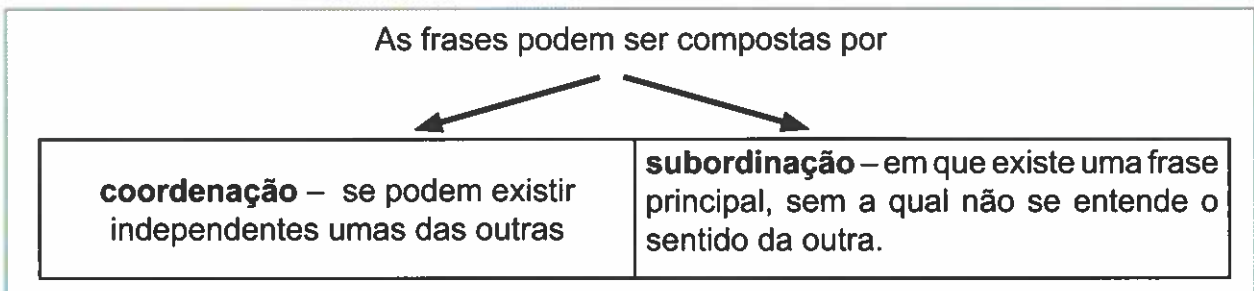 As frases podem ser compostas por
coordenação – se podem existir
independentes umas das outras
subordinação – em que existe uma frase
principal, sem a qual não se entende o
sentido da outra.